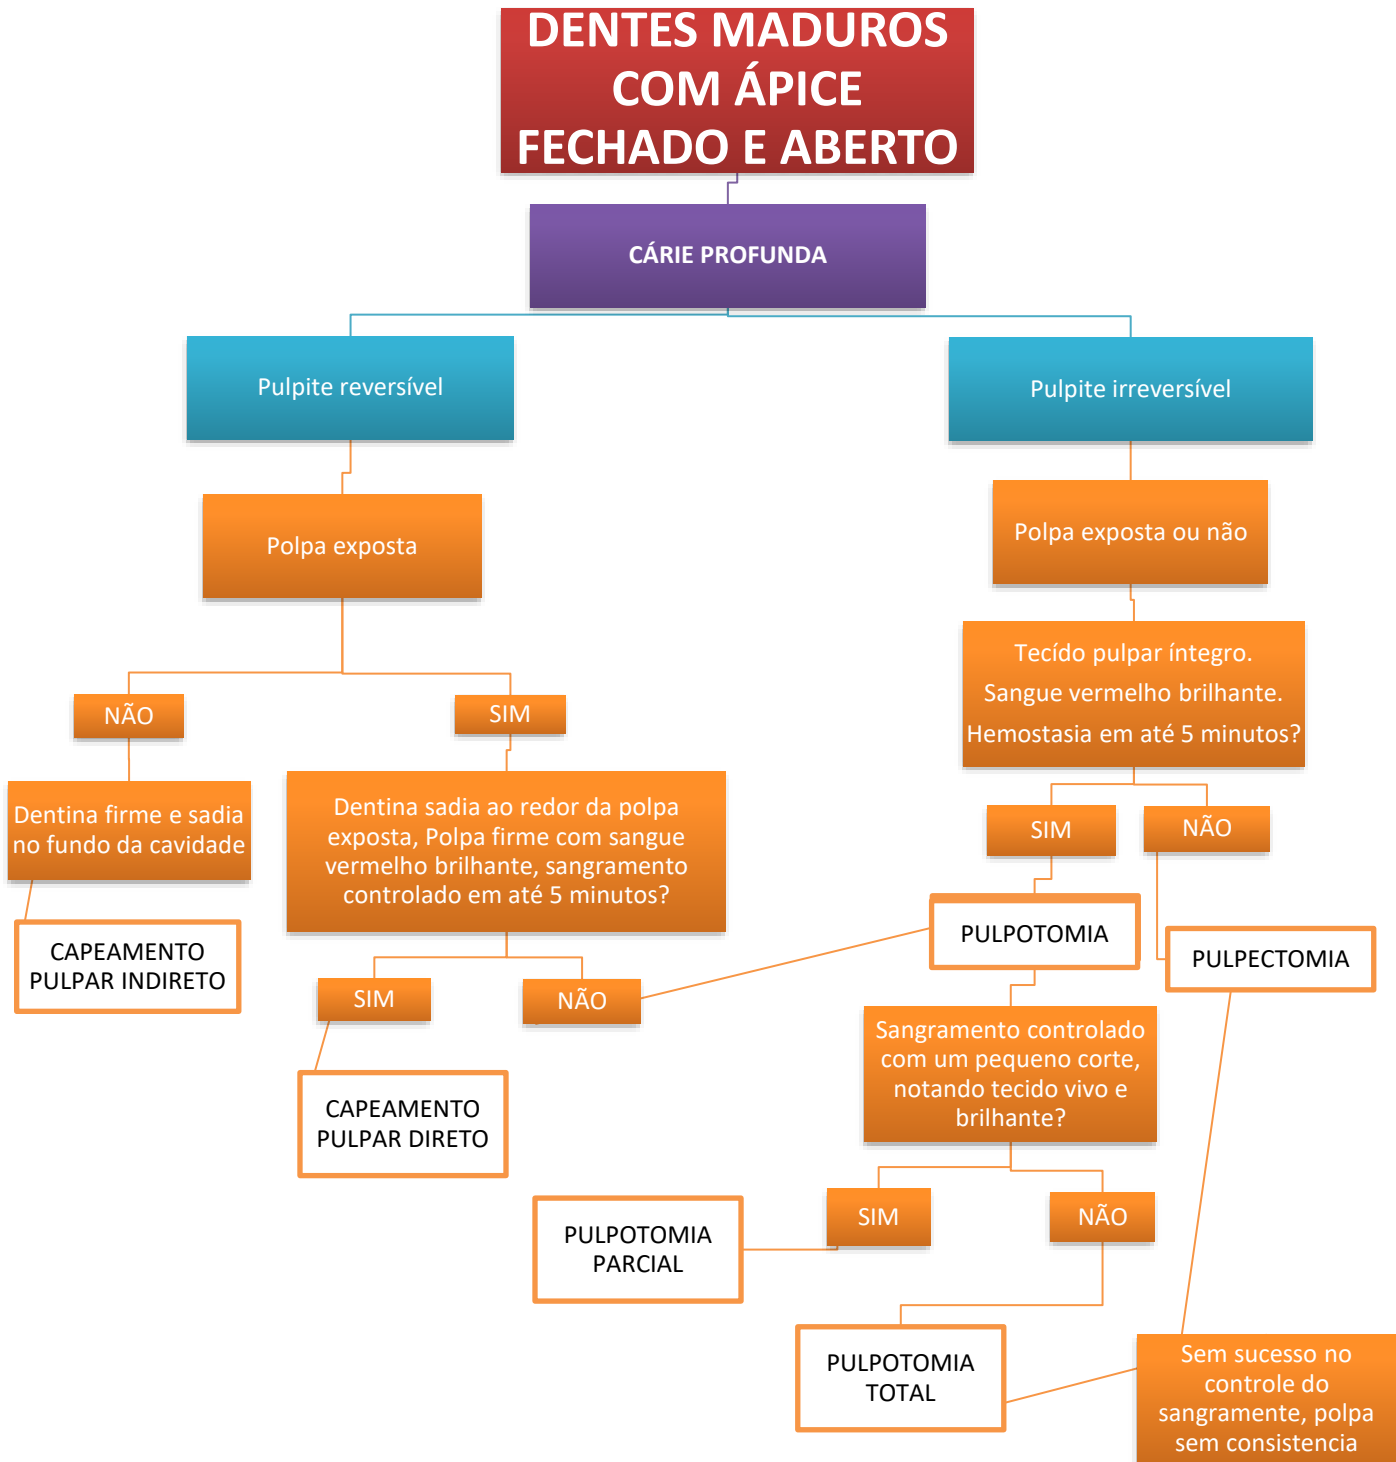 DENTES MADUROS
COM ÁPICE
FECHADO E ABERTO
CÁRIE PROFUNDA
Pulpite reversível
Pulpite irreversível
Polpa exposta
Polpa exposta ou não
Tecído pulpar íntegro.
Sangue vermelho brilhante.
Hemostasia em até 5 minutos?
NÃO
SIM
Dentina firme e sadia
no fundo da cavidade
Dentina sadia ao redor da polpa
exposta, Polpa firme com sangue
vermelho brilhante, sangramento
controlado em até 5 minutos?
SIM
NÃO
CAPEAMENTO
PULPAR INDIRETO
PULPOTOMIA
PULPECTOMIA
SIM
NÃO
CAPEAMENTO
PULPAR DIRETO
Sangramento controlado
com um pequeno corte,
notando tecido vivo e
brilhante?
SIM
NÃO
PULPOTOMIA
PARCIAL
PULPOTOMIA
TOTAL
Sem sucesso no
controle do
sangramente, polpa
sem consistencia